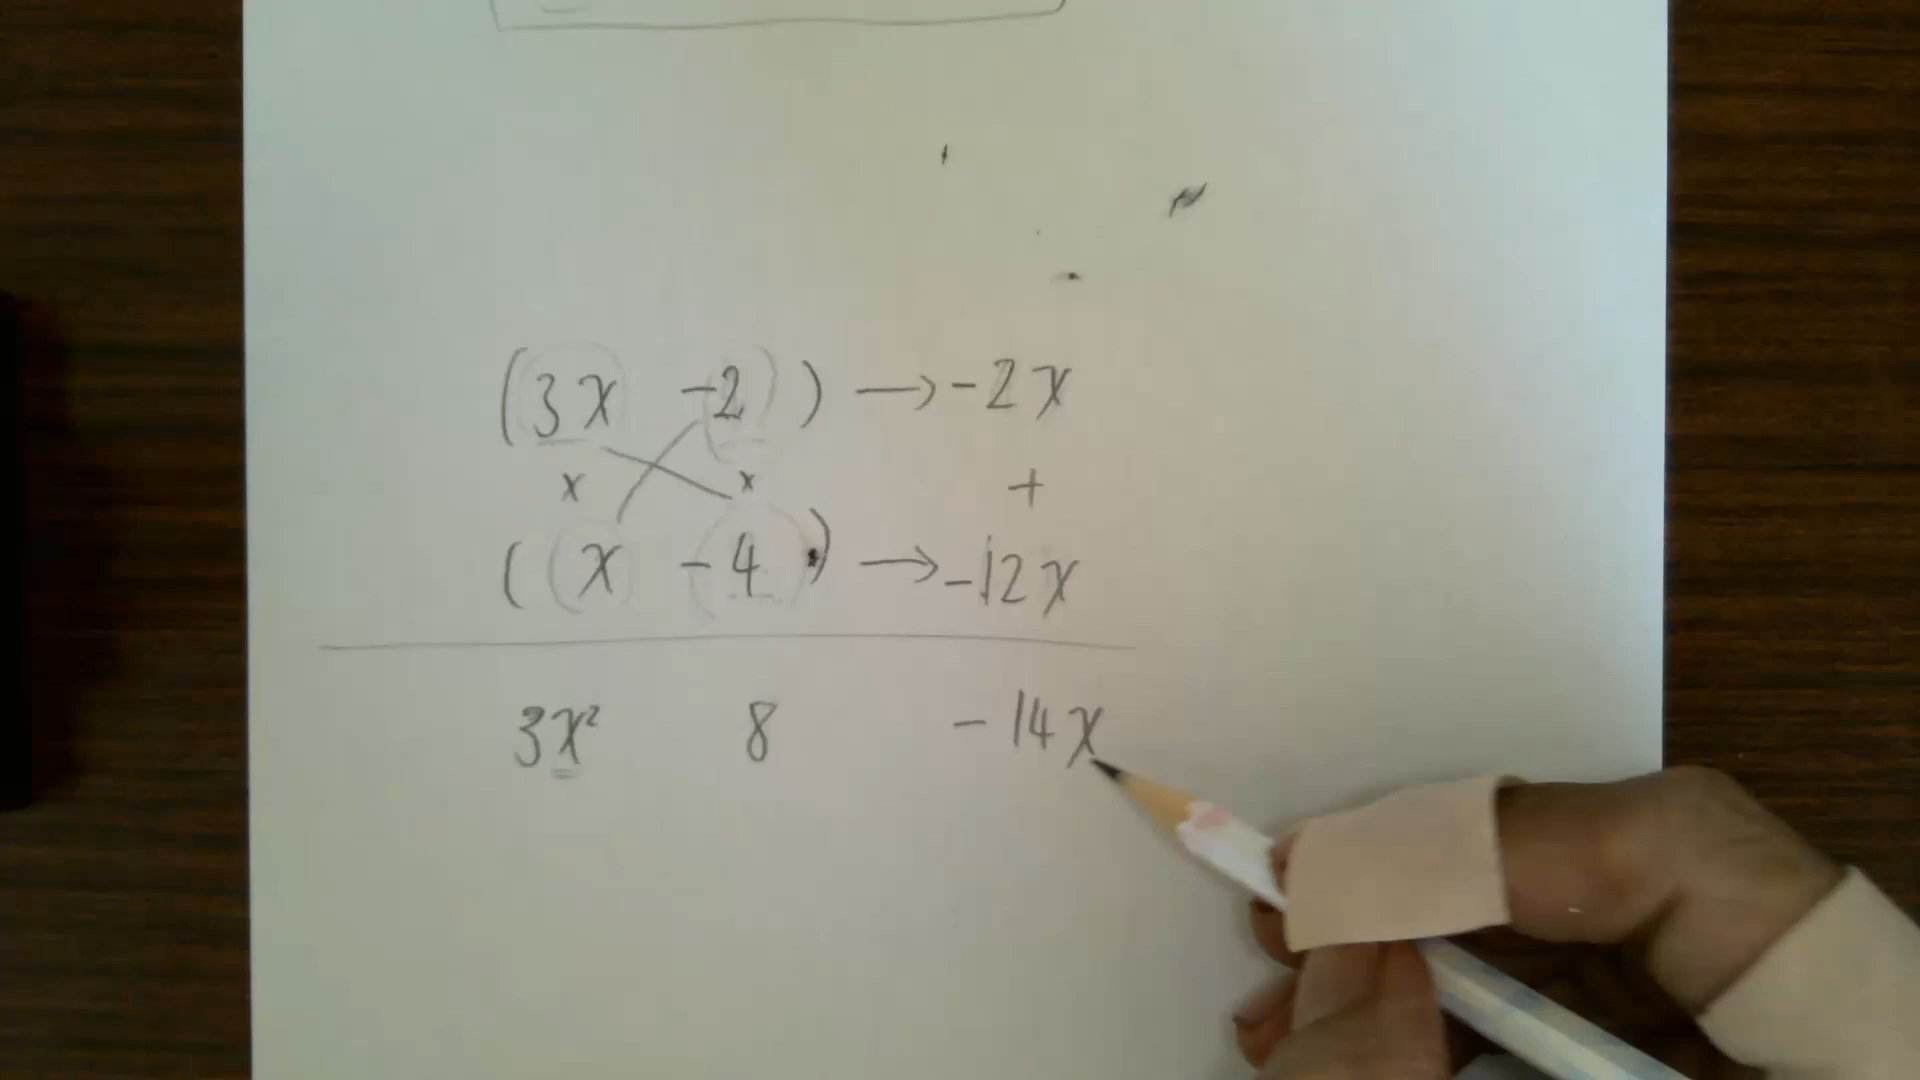 (3x -2) → -2x
x x +
(x -4) → -12x
3x² 8 -14x